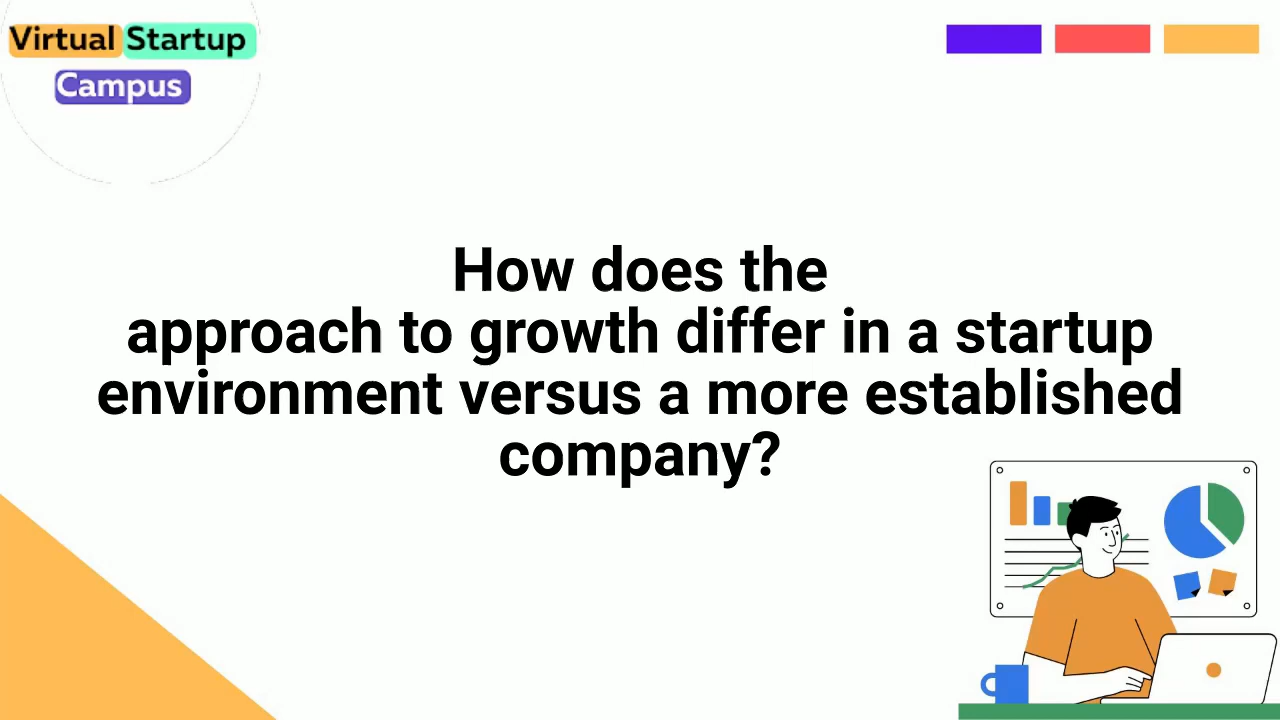 Virtual Startup
Campus
How does the
approach to growth differ in a startup
environment versus a more established
company?